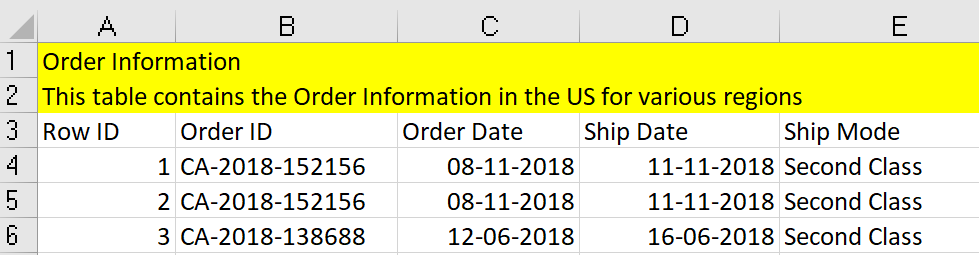 A B C D E
1 Order Information
2 This table contains the Order Information in the US for various regions
3 Row ID Order ID Order Date Ship Date Ship Mode
4 1 CA-2018-152156 08-11-2018 11-11-2018 Second Class
5 2 CA-2018-152156 08-11-2018 11-11-2018 Second Class
6 3 CA-2018-138688 12-06-2018 16-06-2018 Second Class